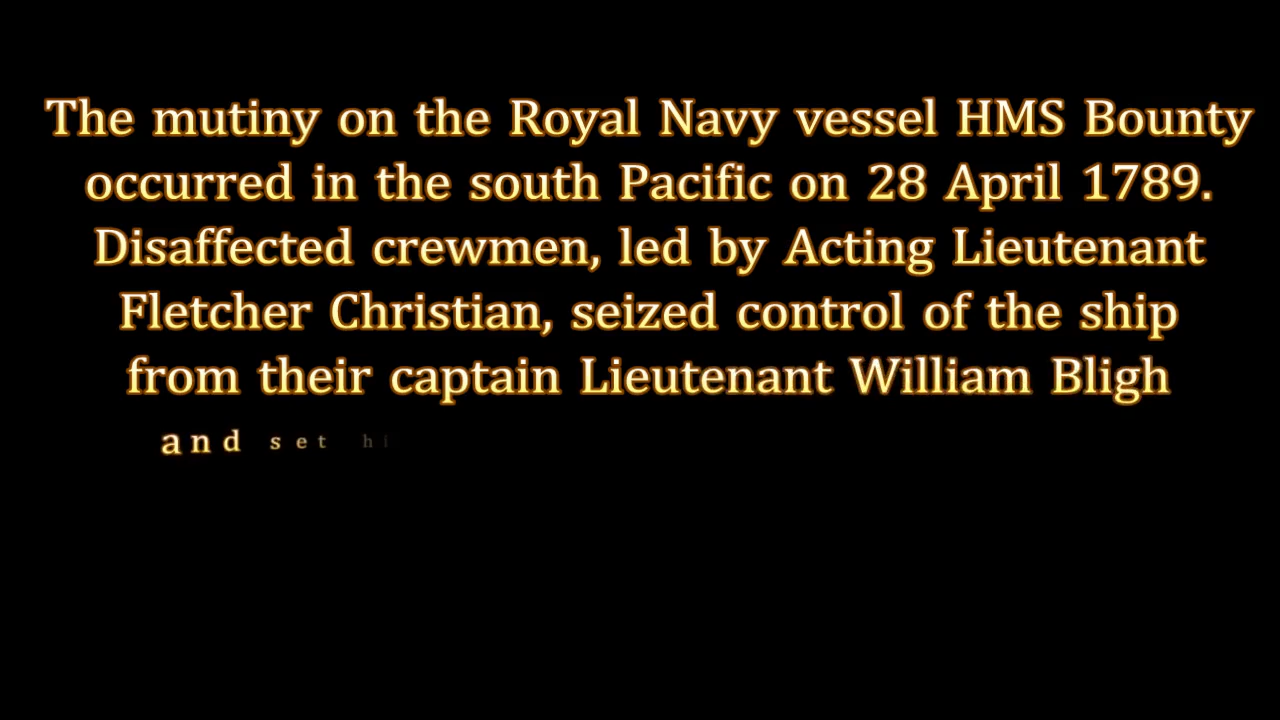 The mutiny on the Royal Navy vessel HMS Bounty
occurred in the south Pacific on 28 April 1789.
Disaffected crewmen, led by Acting Lieutenant
Fletcher Christian, seized control of the ship
from their captain Lieutenant William Bligh
and set